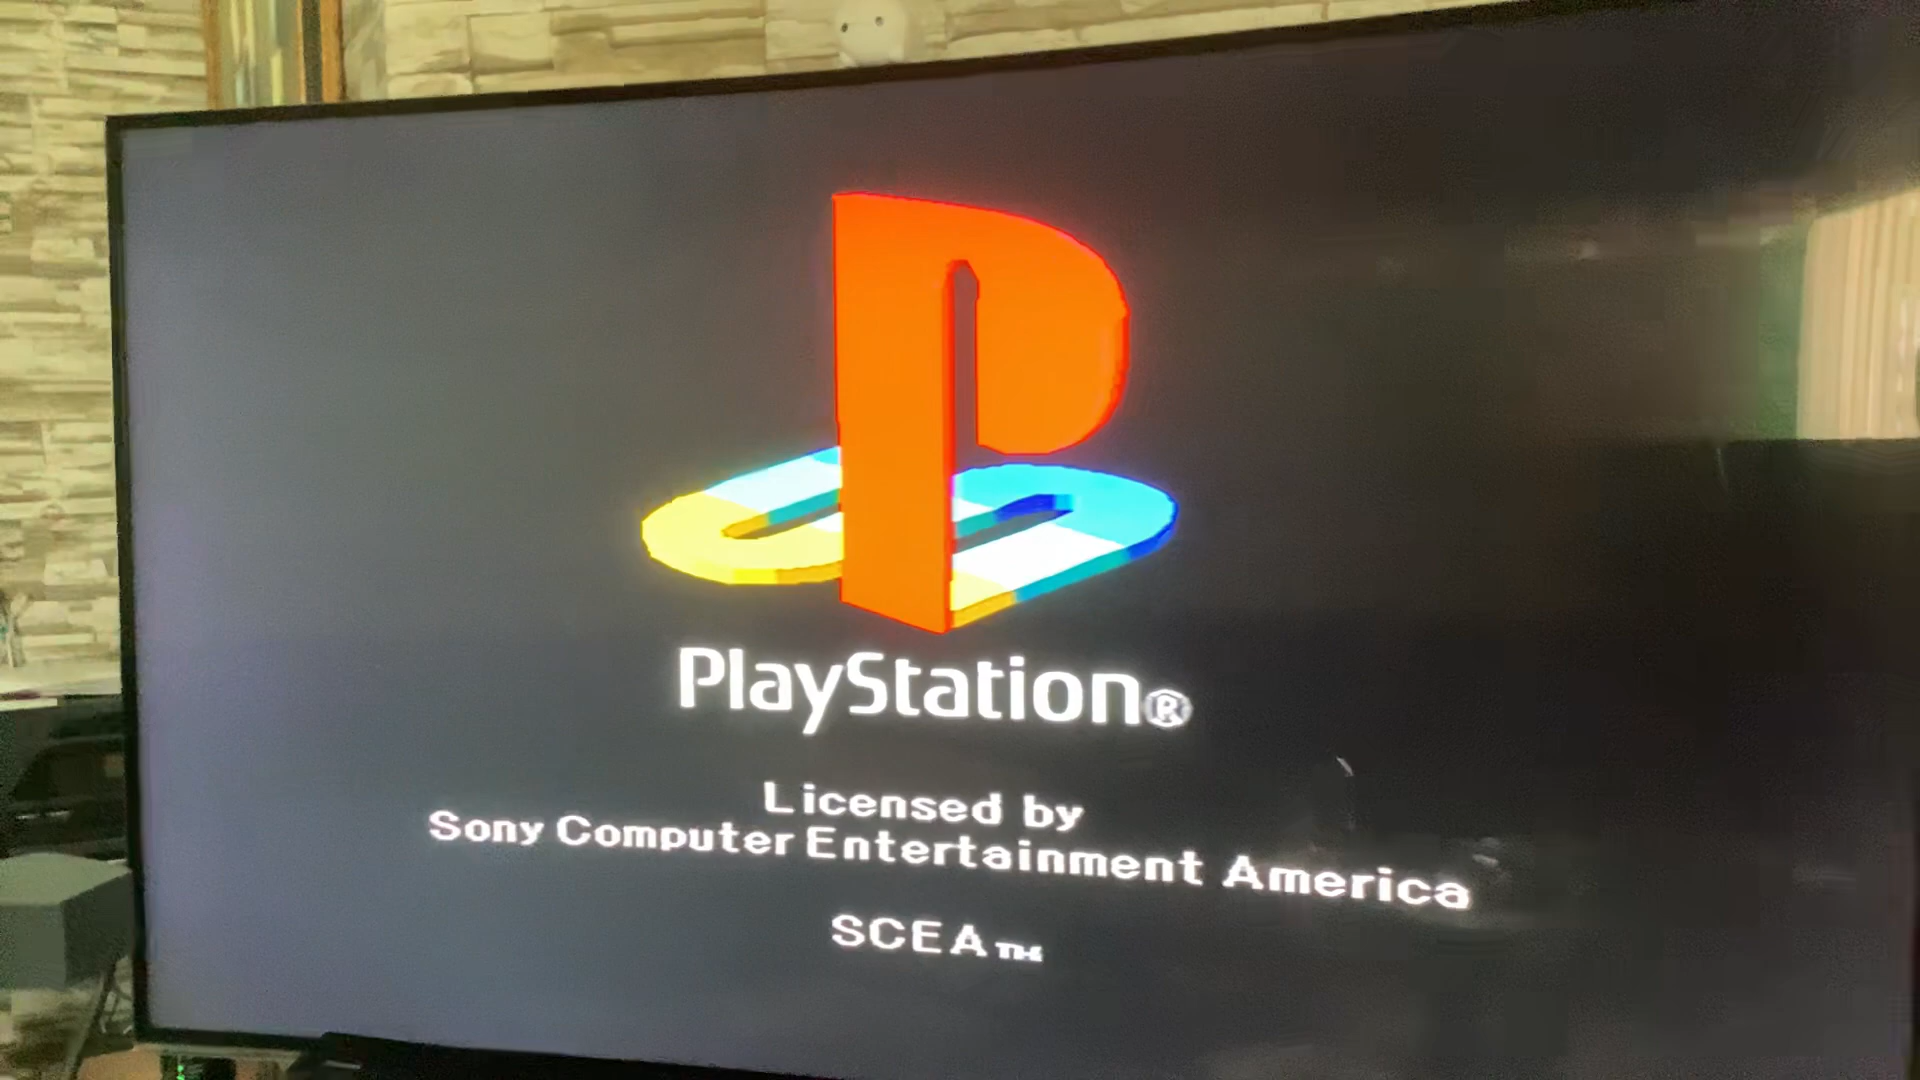 PlayStation®
Licensed by
Sony Computer Entertainment America
SCEA™